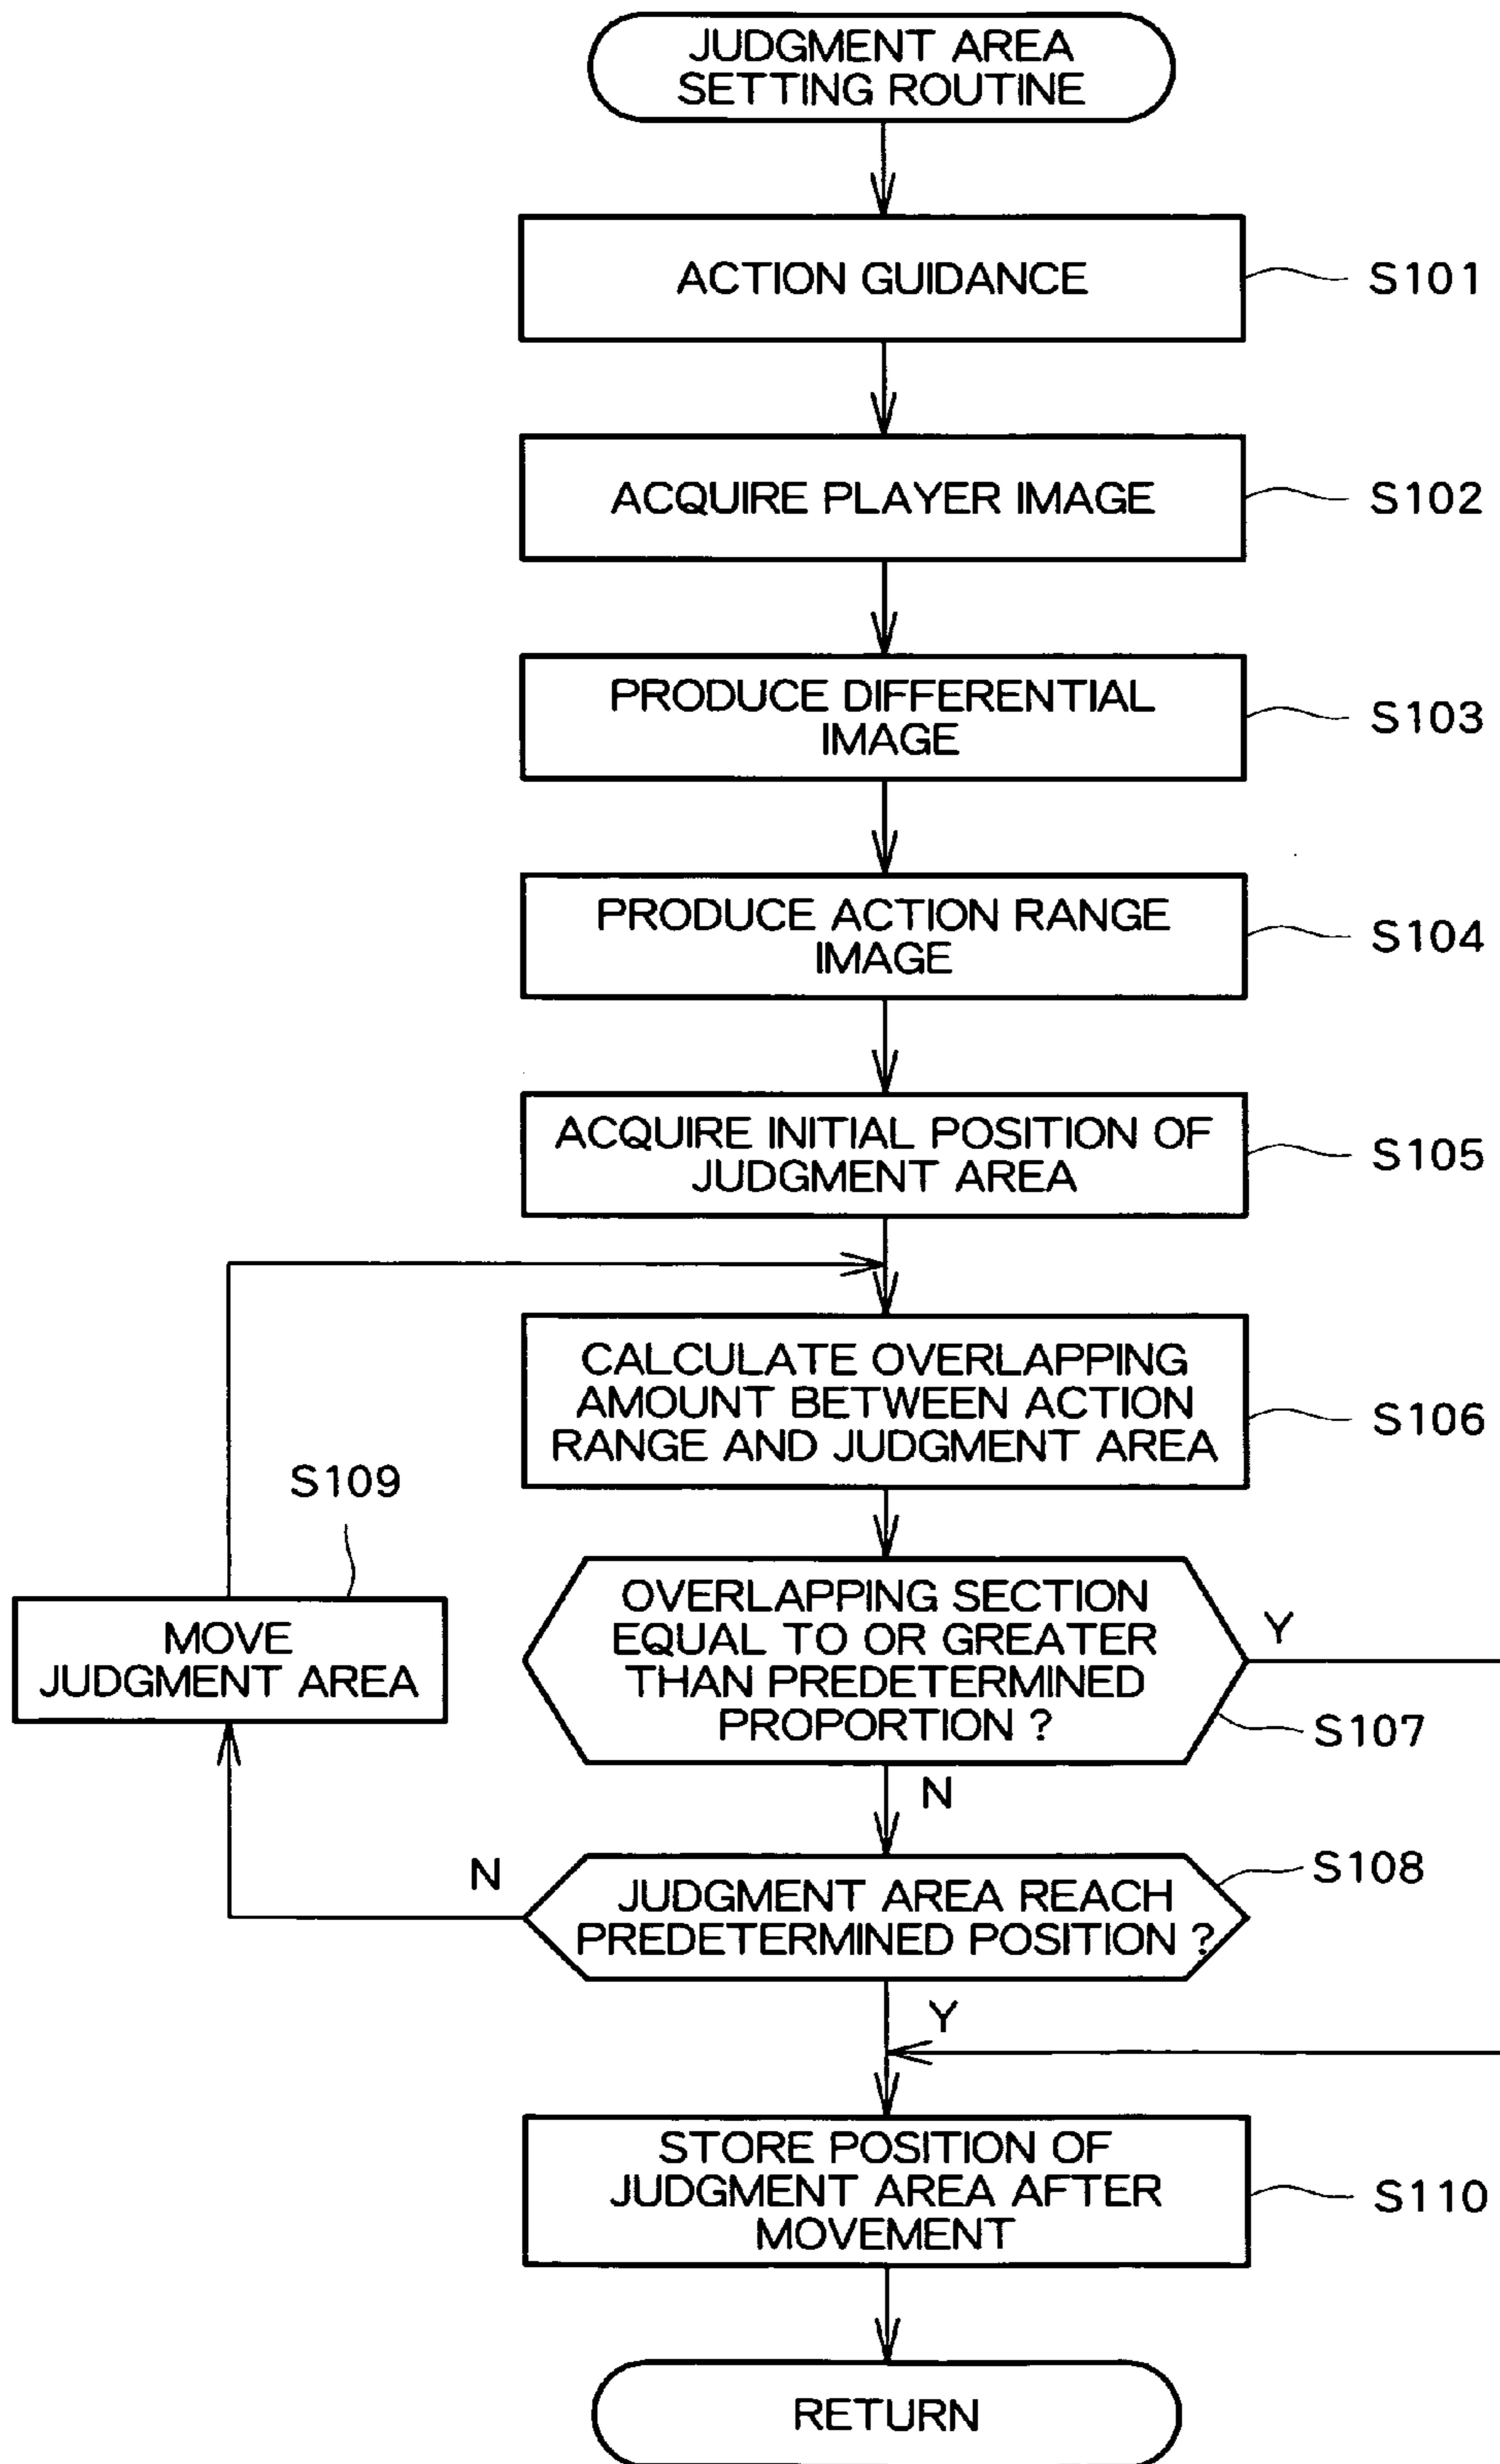 JUDGMENT AREA
SETTING ROUTINE
ACTION GUIDANCE
S101
ACQUIRE PLAYER IMAGE
S102
PRODUCE DIFFERENTIAL
IMAGE
S103
PRODUCE ACTION RANGE
IMAGE
S104
ACQUIRE INITIAL POSITION OF
JUDGMENT AREA
S105
CALCULATE OVERLAPPING
AMOUNT BETWEEN ACTION
RANGE AND JUDGMENT AREA
S106
S109
MOVE
JUDGMENT AREA
OVERLAPPING SECTION
EQUAL TO OR GREATER
THAN PREDETERMINED
PROPORTION ?
Y
S107
N
N
JUDGMENT AREA REACH
PREDETERMINED POSITION ?
S108
Y
STORE POSITION OF
JUDGMENT AREA AFTER
MOVEMENT
S110
RETURN